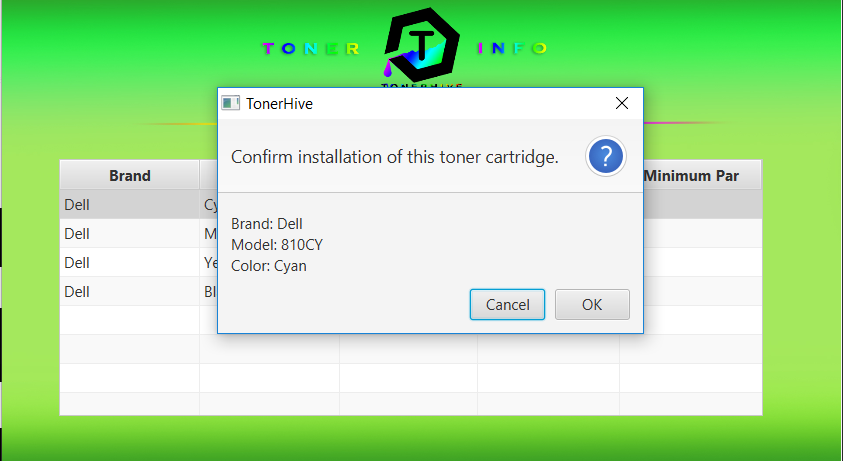 TONER INFO
T
TONERHIVE
TonerHive
Confirm installation of this toner cartridge.
?
Brand: Dell
Model: 810CY
Color: Cyan
Cancel OK
Brand Minimum Par
Dell Cy
Dell M
Dell Ye
Dell Bl